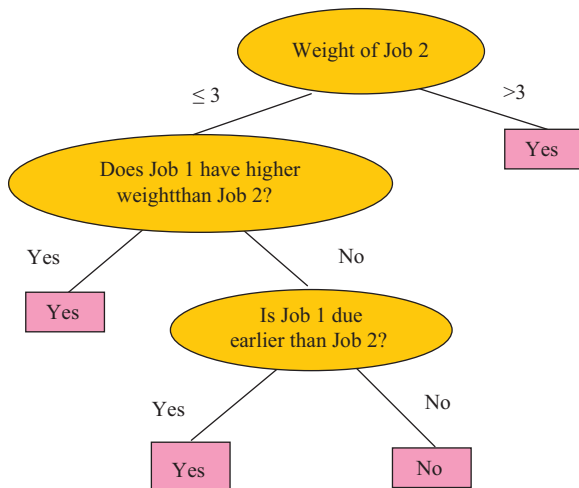 Weight of Job 2
≤ 3
>3
Yes
Does Job 1 have higher
weightthan Job 2?
Yes
No
Yes
Is Job 1 due
earlier than Job 2?
Yes
No
Yes
No